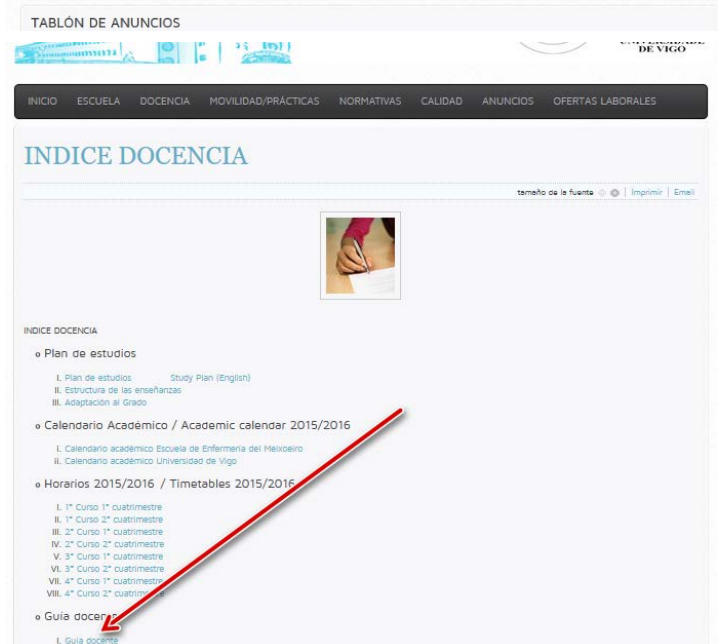 TABLÓN DE ANUNCIOS
DE VIGO
INICIO ESCUELA DOCENCIA MOVILIDAD/PRÁCTICAS NORMATIVAS CALIDAD ANUNCIOS OFERTAS LABORALES
INDICE DOCENCIA
tamaño de la fuente | Imprimir | Email
INDICE DOCENCIA
o Plan de estudios
I. Plan de estudios Study Plan (English)
II. Estructura de las enseñanzas
III. Adaptación al Grado
o Calendario Académico / Academic calendar 2015/2016
i. Calendario académico Escuela de Enfermería del Meixoeiro
ii. Calendario académico Universidad de Vigo
o Horarios 2015/2016 / Timetables 2015/2016
I. 1º Curso 1º cuatrimestre
II. 1º Curso 2º cuatrimestre
III. 2º Curso 1º cuatrimestre
IV. 2º Curso 2º cuatrimestre
V. 3º Curso 1º cuatrimestre
VI. 3º Curso 2º cuatrimestre
VII. 4º Curso 1º cuatrimestre
VIII. 4º Curso 2º cuatrimestre
o Guía docente
I. Guía docente